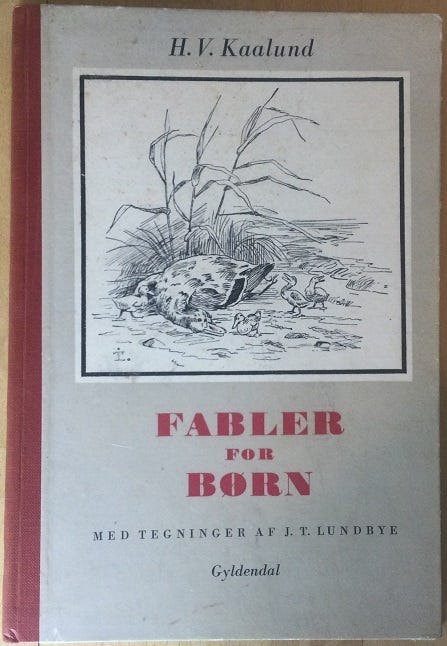 H. V. Kaalund
L.
FABLER
FOR
BØRN
MED TEGNINGER AF J. T. LUNDBYE
Gyldendal